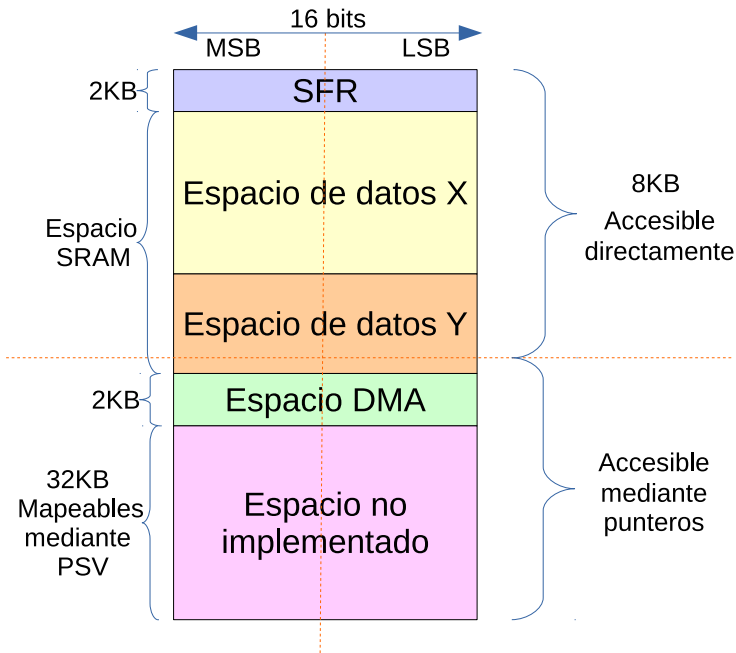 16 bits
MSB
LSB
2KB
SFR
Espacio de datos X
8KB
Accesible
directamente
Espacio
SRAM
Espacio de datos Y
2KB
Espacio DMA
32KB
Mapeables
mediante
PSV
Espacio no
implementado
Accesible
mediante
punteros